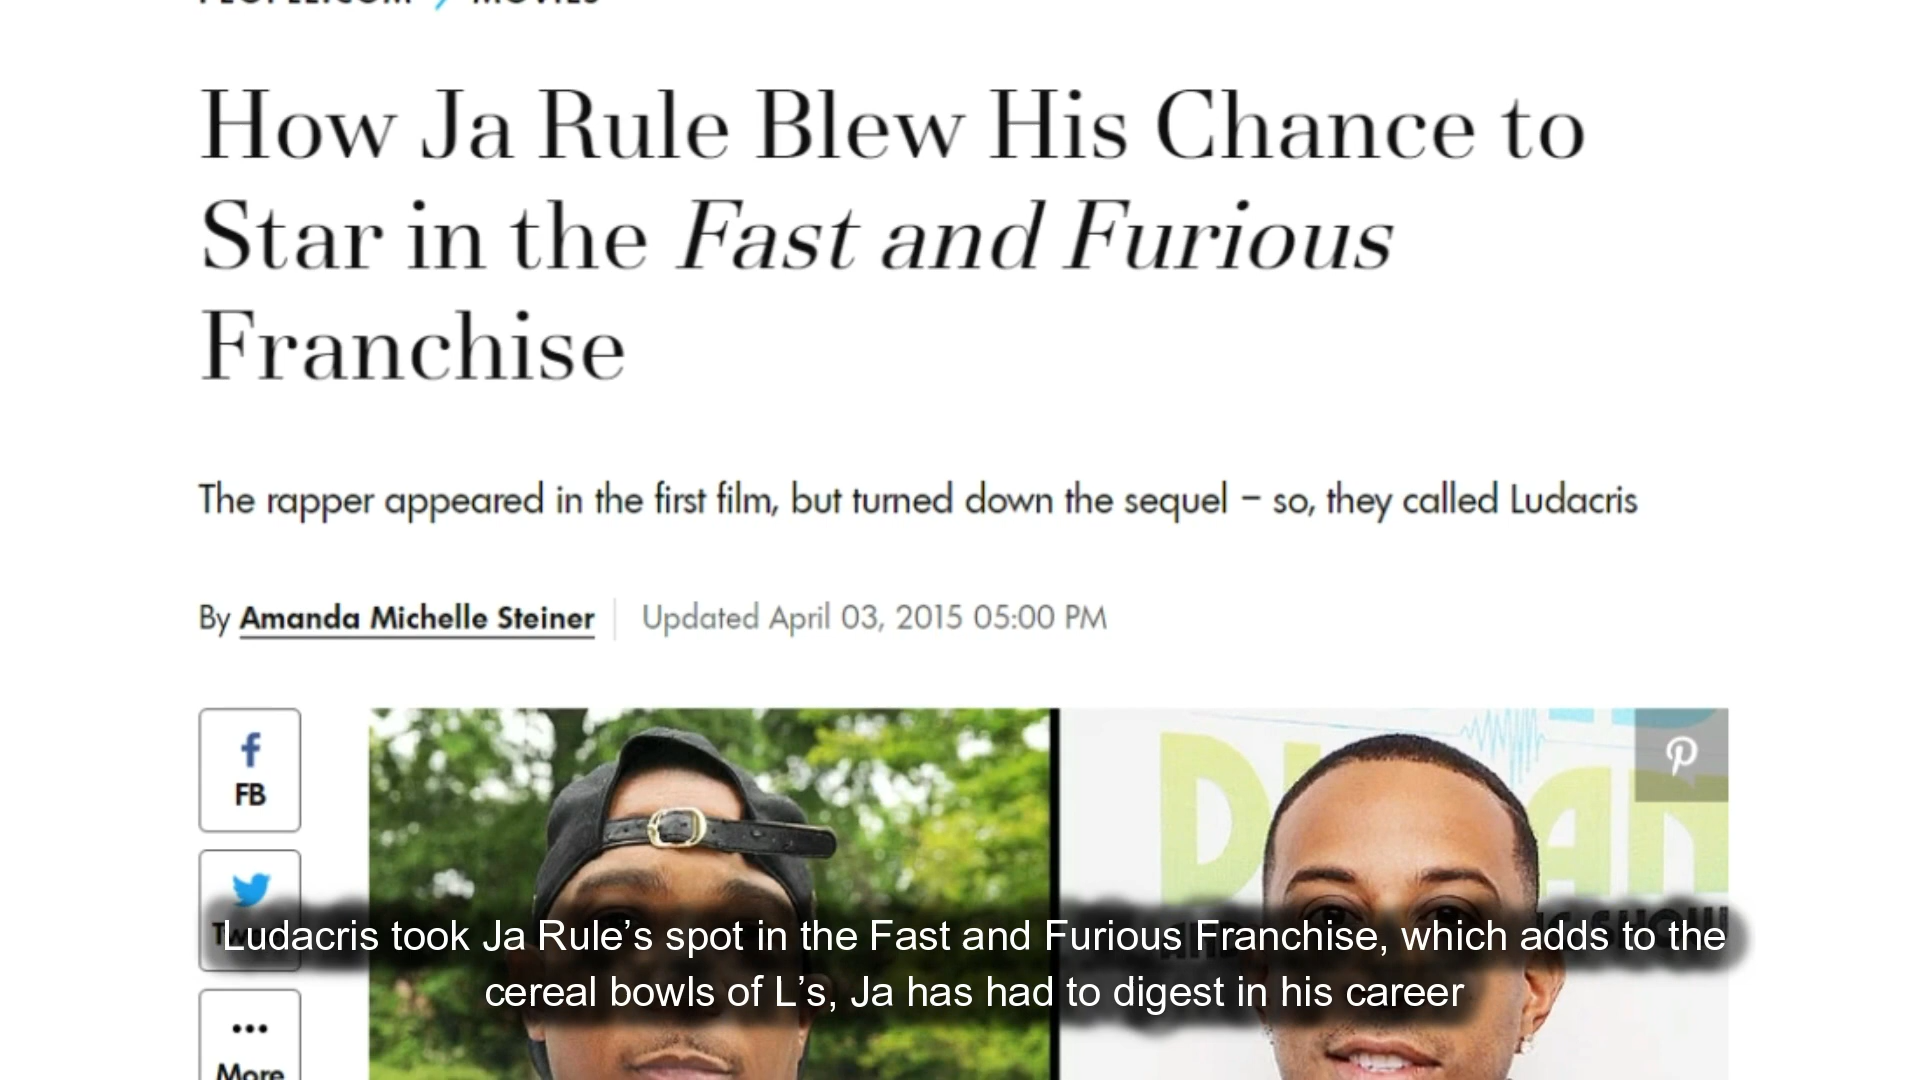 PEOPLE.COM > MOVIES
How Ja Rule Blew His Chance to
Star in the Fast and Furious
Franchise
The rapper appeared in the first film, but turned down the sequel – so, they called Ludacris
By Amanda Michelle Steiner Updated April 03, 2015 05:00 PM
FB
Ludacris took Ja Rule’s spot in the Fast and Furious Franchise, which adds to the
cereal bowls of L’s, Ja has had to digest in his career
More